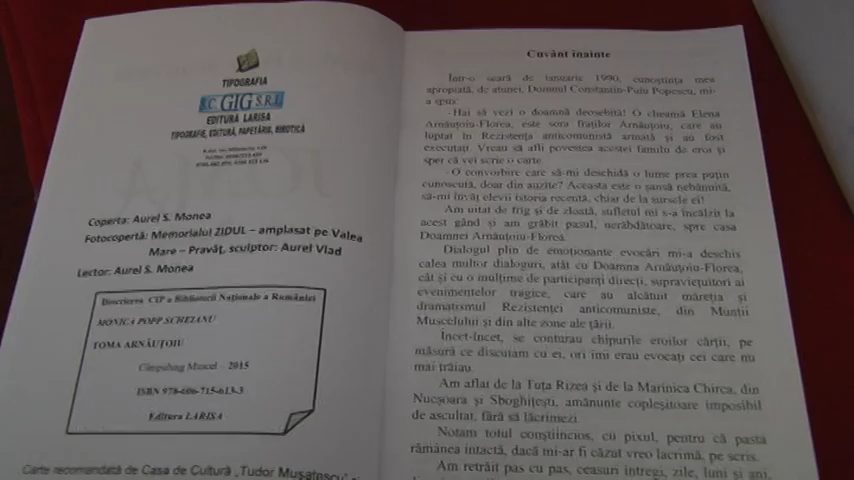 TIPOGRAFIA
S.C. GIG S.R.L
EDITURA LARISA
TIPOGRAFIE, EDITURĂ, PAPETĂRIE, BIROTICĂ
Coperta: Aurel S. Monea
Fotocopertă: Memorialul ZIDUL – amplasat pe Valea
Mare – Pravăț, sculptor: Aurel Vlad
Lector: Aurel S. Monea
Descrierea CIP a Bibliotecii Naționale a României
MONICA POPP SCHEIANU
TOMA ARNĂUȚOIU
Câmpulung Muscel 2015
ISBN 978-606-715-613-3
Editura LARISA
Carte recomandată de Casa de Cultură „Tudor Mușatescu”
Cuvânt înainte
Într-o seară de ianuarie 1990, cunoștința mea
apropiată, de atunci, Domnul Constantin-Puiu Popescu, mi-
a spus:
- Hai să vezi o doamnă deosebită! O cheamă Elena
Arnăuțoiu-Florea, este sora fraților Arnăuțoiu, care au
luptat în Rezistența anticomunistă armată și au fost
executați. Vreau să afli povestea acestei familii de eroi și
sper că vei scrie o carte.
- O convorbire care să-mi deschidă o lume prea puțin
cunoscută, doar din auzite? Aceasta este o șansă nebănuită,
să-mi învăț elevii istoria recentă, chiar de la sursele ei!
Am uitat de frig și de zloată, sufletul mi s-a încălzit la
acest gând și am grăbit pasul, nerăbdătoare, spre casa
Doamnei Arnăuțoiu-Florea.
Dialogul plin de emoționante evocări mi-a deschis
calea multor dialoguri, atât cu Doamna Arnăuțoiu-Florea,
cât și cu o mulțime de participanți direcți, supraviețuitori ai
evenimentelor tragice, care au alcătuit măreția și
dramatismul Rezistenței anticomuniste, din Munții
Muscelului și din alte zone ale țării.
Încet-încet, se conturau chipurile eroilor cărții, pe
măsură ce discutam cu ei, ori îmi erau evocați cei care nu
mai trăiau.
Am aflat de la Tuța Rizea și de la Marinica Chirca, din
Nucșoara și Sboghițești, amănunte copleșitoare imposibil
de ascultat, fără să lăcrimezi.
Notam totul conștiincios, cu pixul, pentru că pasta
rămânea intactă, dacă mi-ar fi căzut vreo lacrimă, pe scris.
Am retrăit pas cu pas, ceasuri întregi, zile, luni și ani,